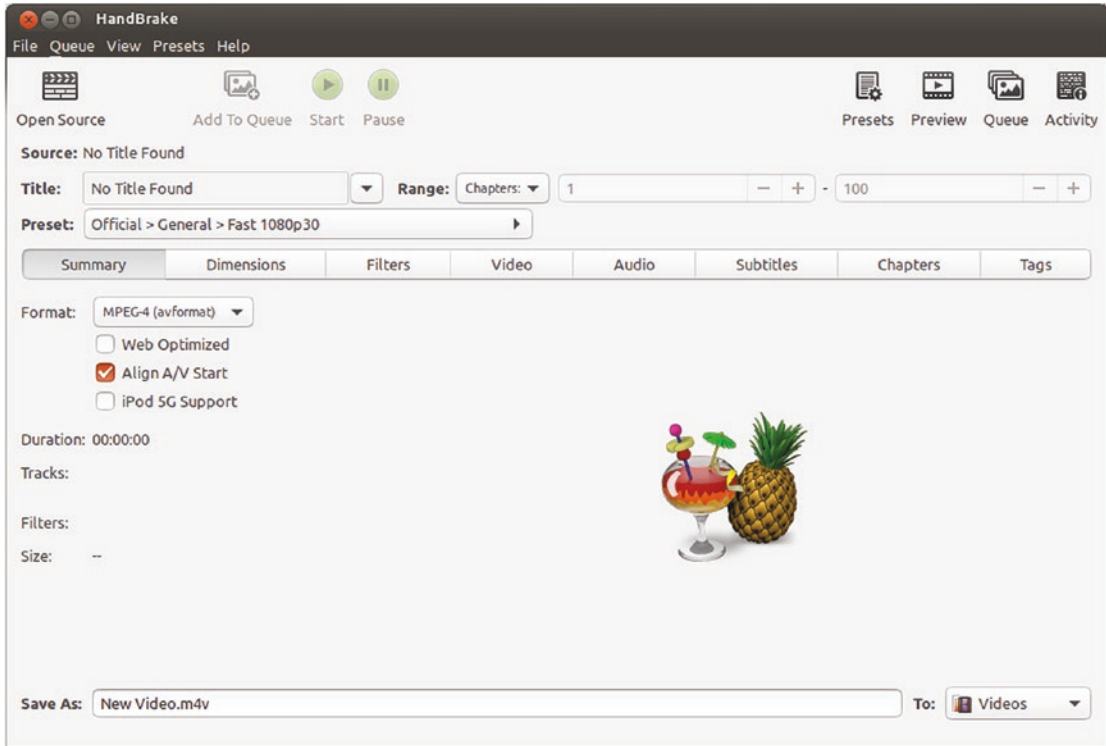 HandBrake
File Queue View Presets Help
Open Source Add To Queue Start Pause Presets Preview Queue Activity
Source: No Title Found
Title: No Title Found Range: Chapters: 1 - 100
Preset: Official > General > Fast 1080p30
Summary Dimensions Filters Video Audio Subtitles Chapters Tags
Format: MPEG-4 (avformat)
Web Optimized
Align A/V Start
iPod 5G Support
Duration: 00:00:00
Tracks:
Filters:
Size: --
Save As: New Video.m4v To: Videos